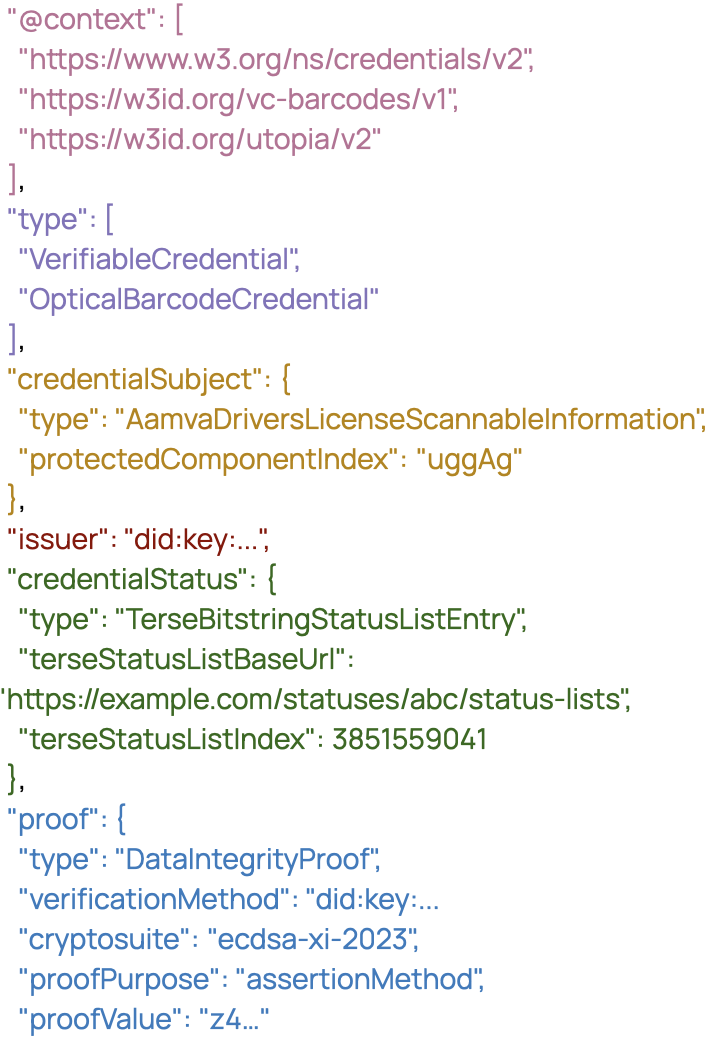 "@context": [
"https://www.w3.org/ns/credentials/v2",
"https://w3id.org/vc-barcodes/v1",
"https://w3id.org/utopia/v2"
],
"type": [
"VerifiableCredential",
"OpticalBarcodeCredential"
],
"credentialSubject": {
"type": "AamvaDriversLicenseScannableInformation",
"protectedComponentIndex": "uggAg"
},
"issuer": "did:key:...",
"credentialStatus": {
"type": "TerseBitstringStatusListEntry",
"terseStatusListBaseUrl":
'https://example.com/statuses/abc/status-lists",
"terseStatusListIndex": 3851559041
},
"proof": {
"type": "DataIntegrityProof",
"verificationMethod": "did:key:...
"cryptosuite": "ecdsa-xi-2023",
"proofPurpose": "assertionMethod",
"proofValue": "z4..."